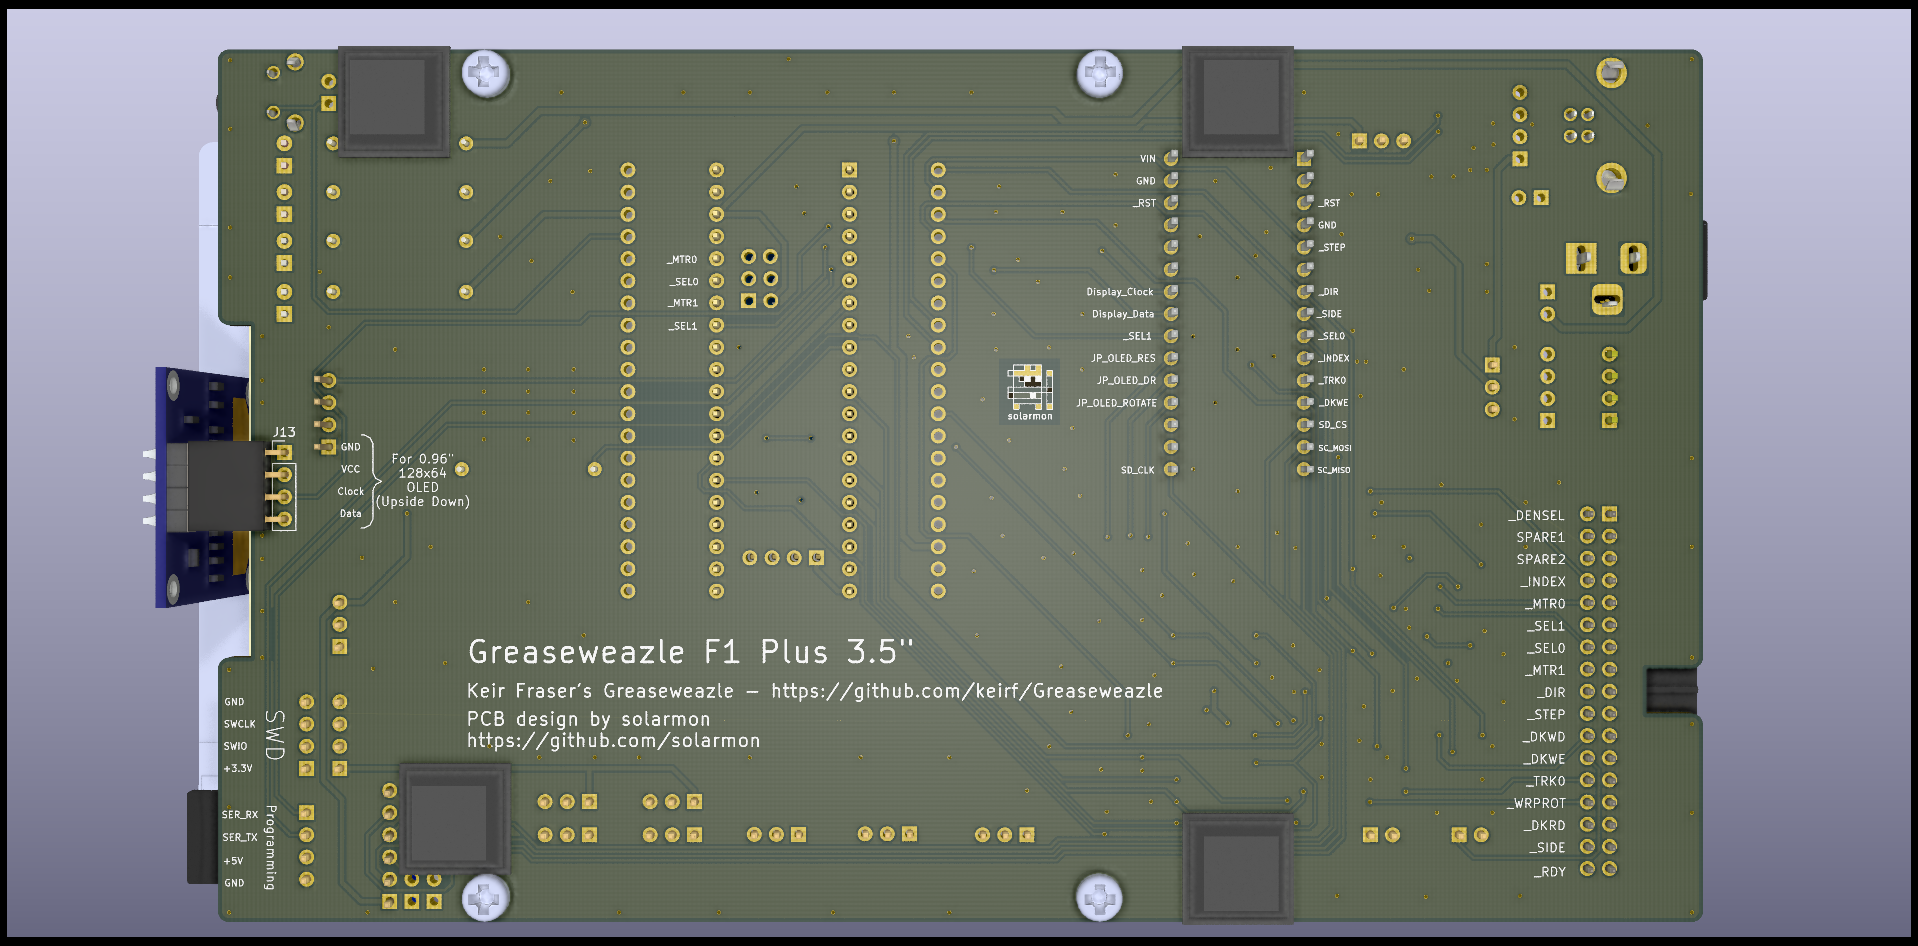 VIN
GND
_RST
_RST
GND
_STEP
_MTR0
_SEL0
_MTR1
_SEL1
Display_Clock
Display_Data
_SEL1
JP_OLED_RES
JP_OLED_DR
JP_OLED_ROTATE
SD_CLK
_DIR
_SIDE
_SEL0
_INDEX
_TRK0
_DKWE
SD_CS
SC_MOSI
SC_MISO
solarmon
J13
GND
VCC
Clock
Data
For 0.96"
128x64
OLED
(Upside Down)
_DENSEL
SPARE1
SPARE2
_INDEX
_MTR0
_SEL1
_SEL0
_MTR1
_DIR
_STEP
_DKWD
_DKWE
_TRK0
_WRPROT
_DKRD
_SIDE
_RDY
Greaseweazle F1 Plus 3.5"
Keir Fraser's Greaseweazle – https://github.com/keirf/Greaseweazle
PCB design by solarmon
https://github.com/solarmon
GND
SWCLK
SWIO
+3.3V
SWD
SER_RX
SER_TX
+5V
GND
Programming